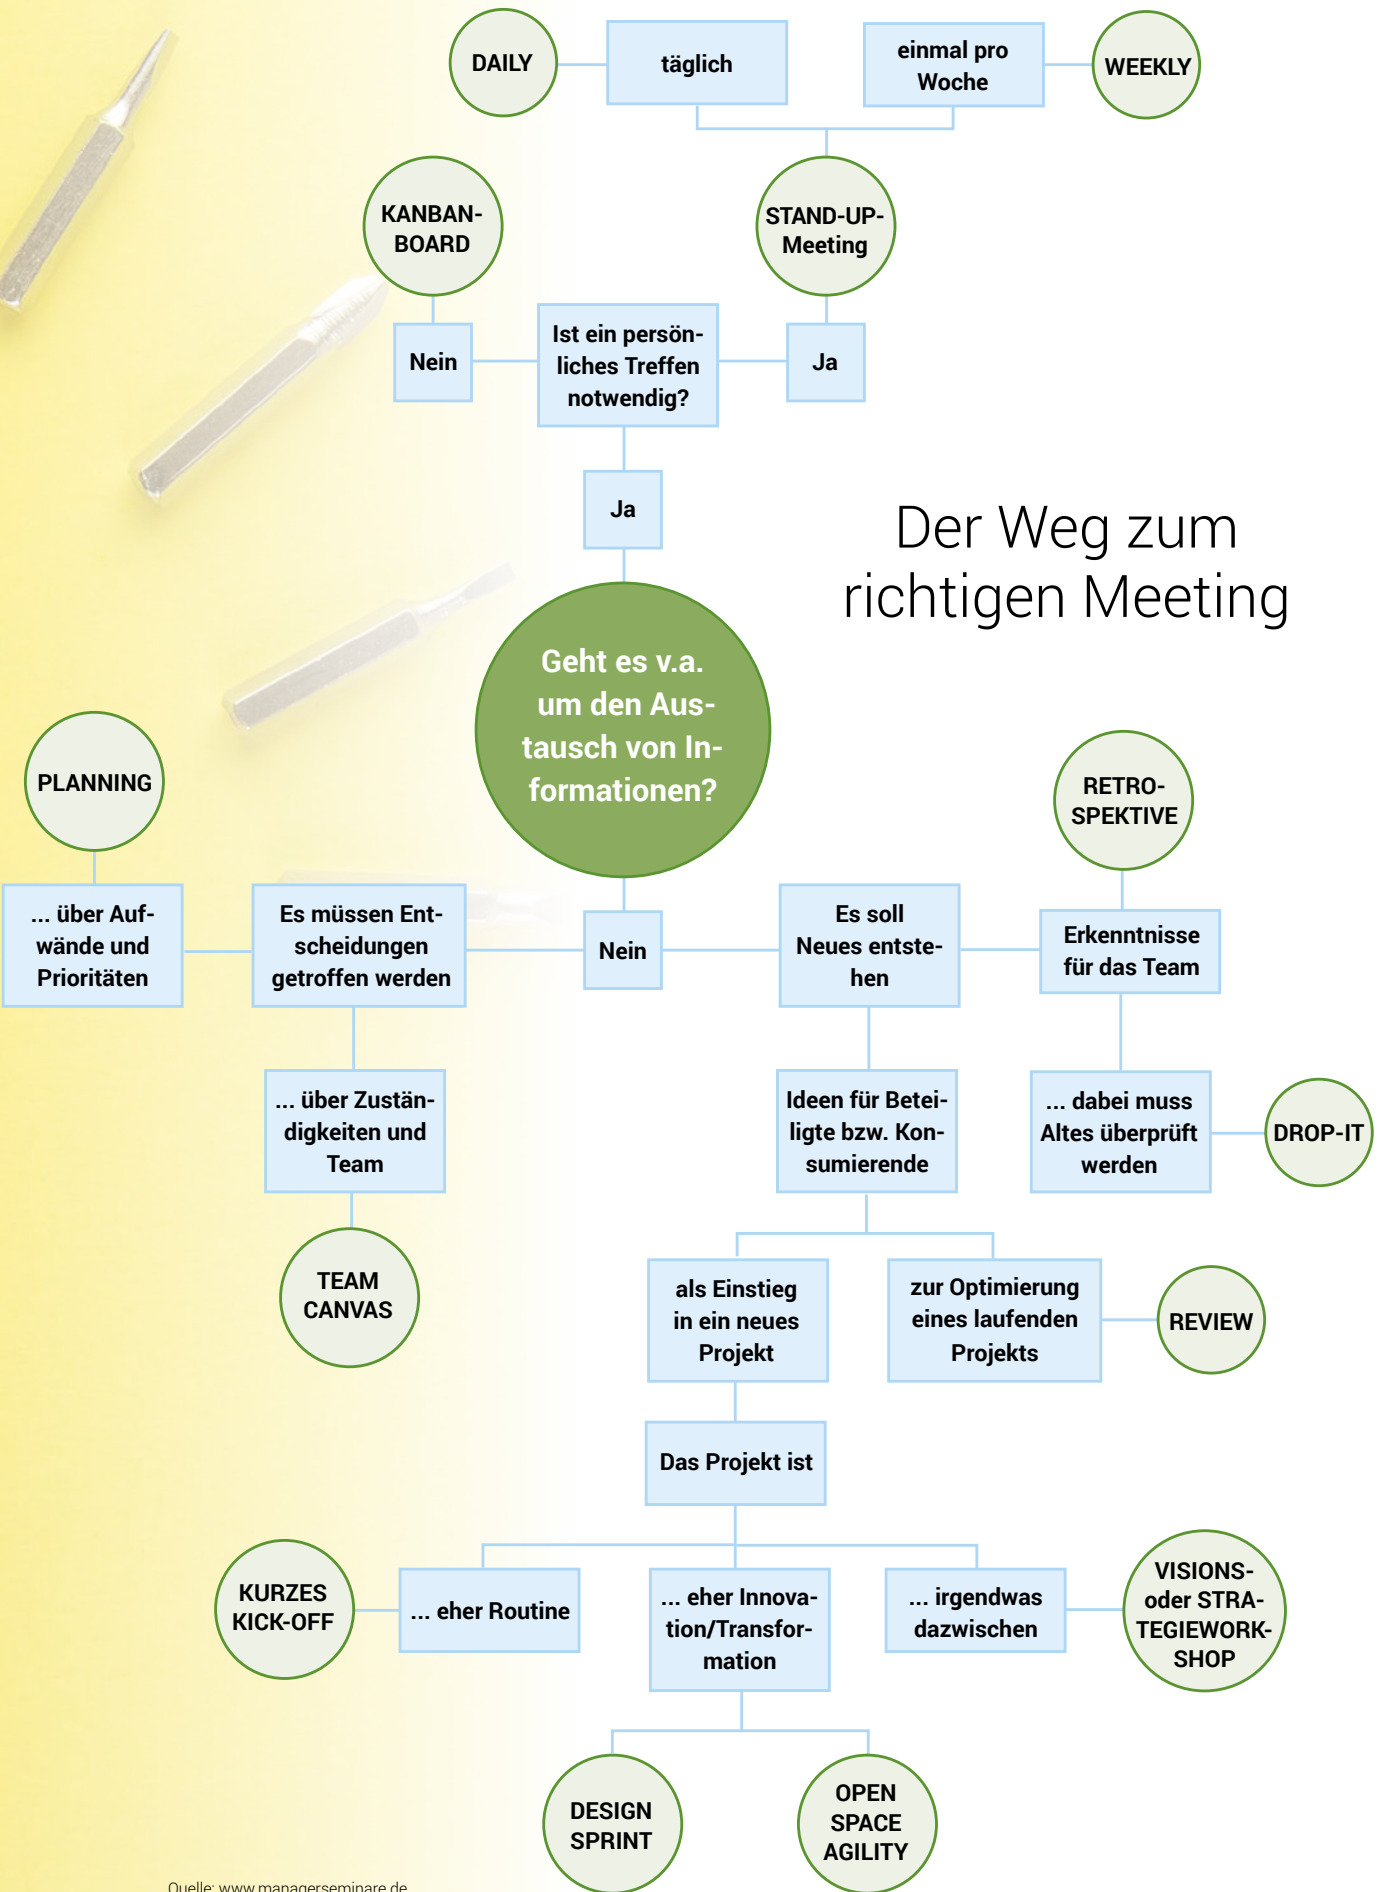 DAILY
täglich
einmal pro
Woche
WEEKLY
KANBAN-
BOARD
STAND-UP-
Meeting
Nein
Ist ein persön-
liches Treffen
notwendig?
Ja
Ja
Der Weg zum
richtigen Meeting
Geht es v.a.
um den Aus-
tausch von In-
formationen?
PLANNING
RETRO-
SPEKTIVE
... über Auf-
wände und
Prioritäten
Es müssen Ent-
scheidungen
getroffen werden
Nein
Es soll
Neues entste-
hen
Erkenntnisse
für das Team
... über Zustän-
digkeiten und
Team
Ideen für Betei-
ligte bzw. Kon-
sumierende
... dabei muss
Altes überprüft
werden
DROP-IT
TEAM
CANVAS
als Einstieg
in ein neues
Projekt
zur Optimierung
eines laufenden
Projekts
REVIEW
Das Projekt ist
KURZES
KICK-OFF
... eher Routine
... eher Innova-
tion/Transfor-
mation
... irgendwas
dazwischen
VISIONS-
oder STRA-
TEGIEWORK-
SHOP
DESIGN
SPRINT
OPEN
SPACE
AGILITY
Quelle: www.managerseminare.de